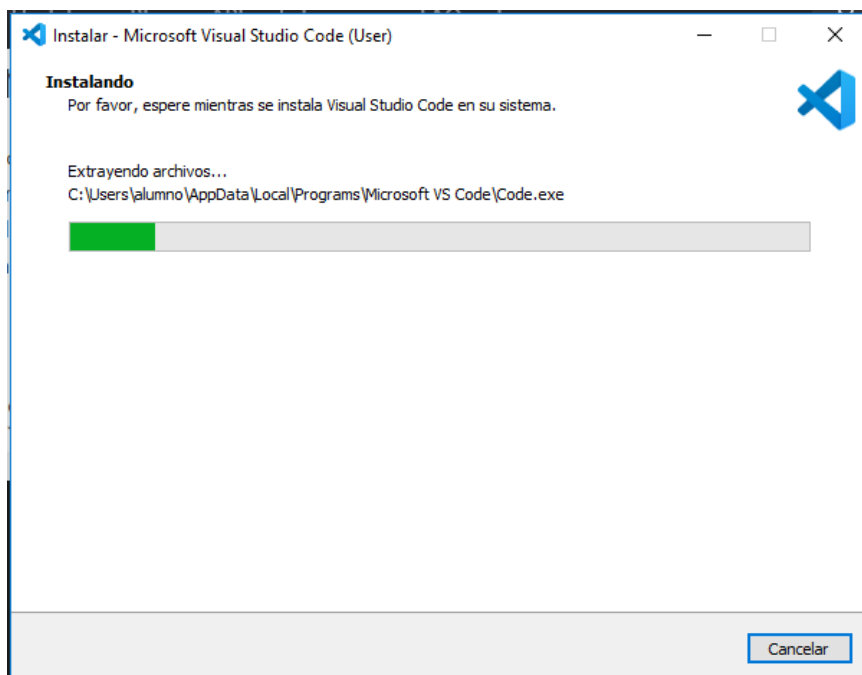 Instalar - Microsoft Visual Studio Code (User)
Instalando
Por favor, espere mientras se instala Visual Studio Code en su sistema.
Extrayendo archivos...
C:\Users\alumno\AppData\Local\Programs\Microsoft VS Code\Code.exe
Cancelar